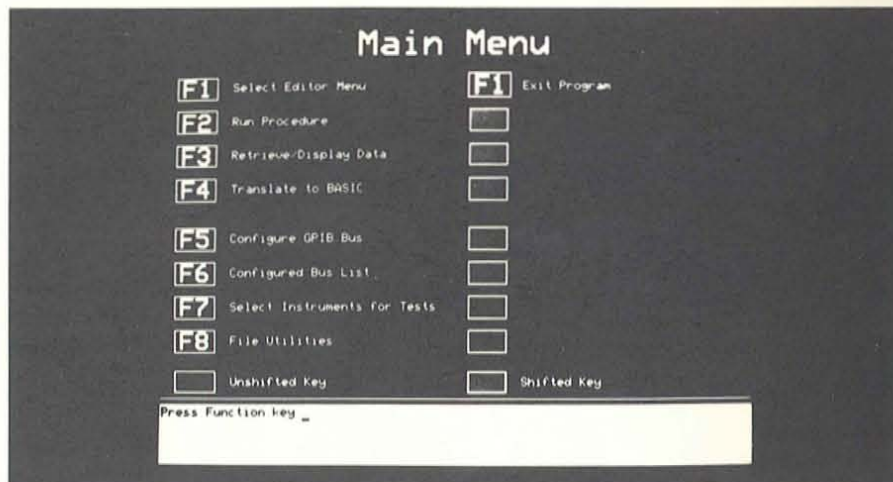 Main Menu
F1 Select Editor Menu
F1 Exit Program
F2 Run Procedure
F3 Retrieve/Display Data
F4 Translate to BASIC
F5 Configure GPIB Bus
F6 Configured Bus List
F7 Select Instruments for Tests
F8 File Utilities
Unshifted Key
Shifted Key
Press Function key _